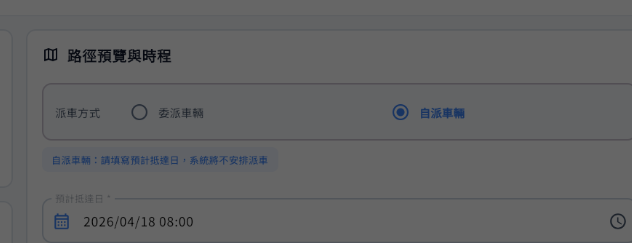 路徑預覽與時程
派車方式 委派車輛 自派車輛
自派車輛：請填寫預計抵達日，系統將不安排派車
預計抵達日 *
2026/04/18 08:00